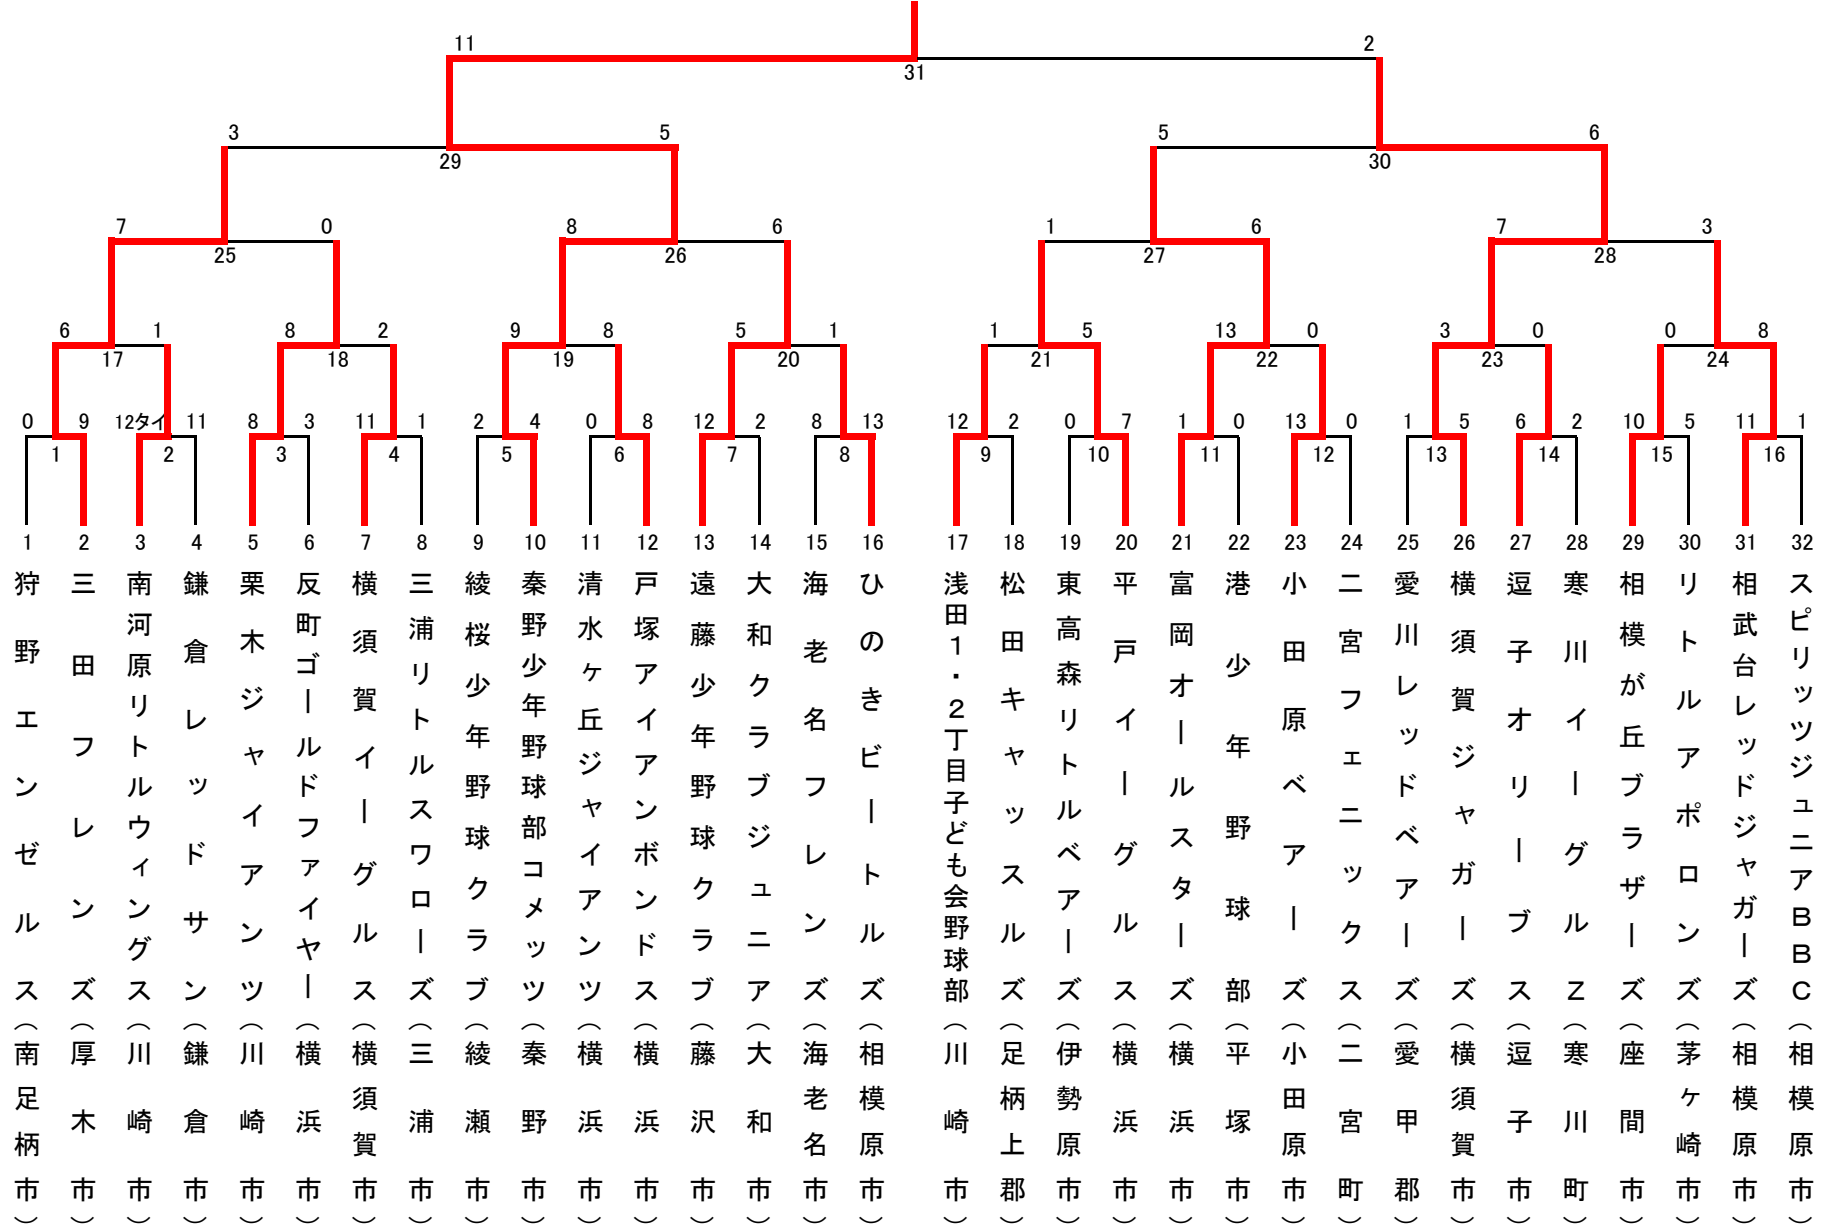 11 2
31
3 5 5 6
29 30
7 0 8 6 1 6 7 3
25 26 27 28
6 1 8 2 9 8 5 1 1 5 13 0 3 0 0 8
17 18 19 20 21 22 23 24
0 9 12タイ 11 8 3 11 1 2 4 0 8 12 2 8 13 12 2 0 7 1 0 13 0 1 5 6 2 10 5 11 1
1 2 3 4 5 6 7 8 9 10 11 12 13 14 15 16
1 2 3 4 5 6 7 8 9 10 11 12 13 14 15 16 17 18 19 20 21 22 23 24 25 26 27 28 29 30 31 32
狩野エンゼルス(南足柄市)
三田フレンズ(厚木市)
南河原リトルウィングス(川崎市)
鎌倉レッドサン(鎌倉市)
栗木ジャイアンツ(川崎市)
反町ゴールドファイヤー(横浜市)
横須賀イーグルス(横須賀市)
三浦リトルスワローズ(三浦市)
綾桜少年野球クラブ(綾瀬市)
秦野少年野球部コメッツ(秦野市)
清水ヶ丘ジャイアンツ(横浜市)
戸塚アイアンボンドス(横浜市)
遠藤少年野球クラブ(藤沢市)
大和クラブジュニア(大和市)
海老名フレンズ(海老名市)
ひのきビートルズ(相模原市)
浅田1・2丁目子ども会野球部(川崎市)
松田キャッスルズ(足柄上郡)
東高森リトルベアーズ(伊勢原市)
平戸イーグルス(横浜市)
富岡オールスターズ(横浜市)
港少年野球部(平塚市)
小田原ベアーズ(小田原市)
二宮フェニックス(二宮町)
愛川レッドベアーズ(愛甲郡)
横須賀ジャガーズ(横須賀市)
逗子オリーブス(逗子市)
寒川イーグルZ(寒川町)
相模が丘ブラザーズ(座間市)
リトルアポロンズ(茅ヶ崎市)
相武台レッドジャガーズ(相模原市)
スピリッツジュニアBBBC(相模原市)